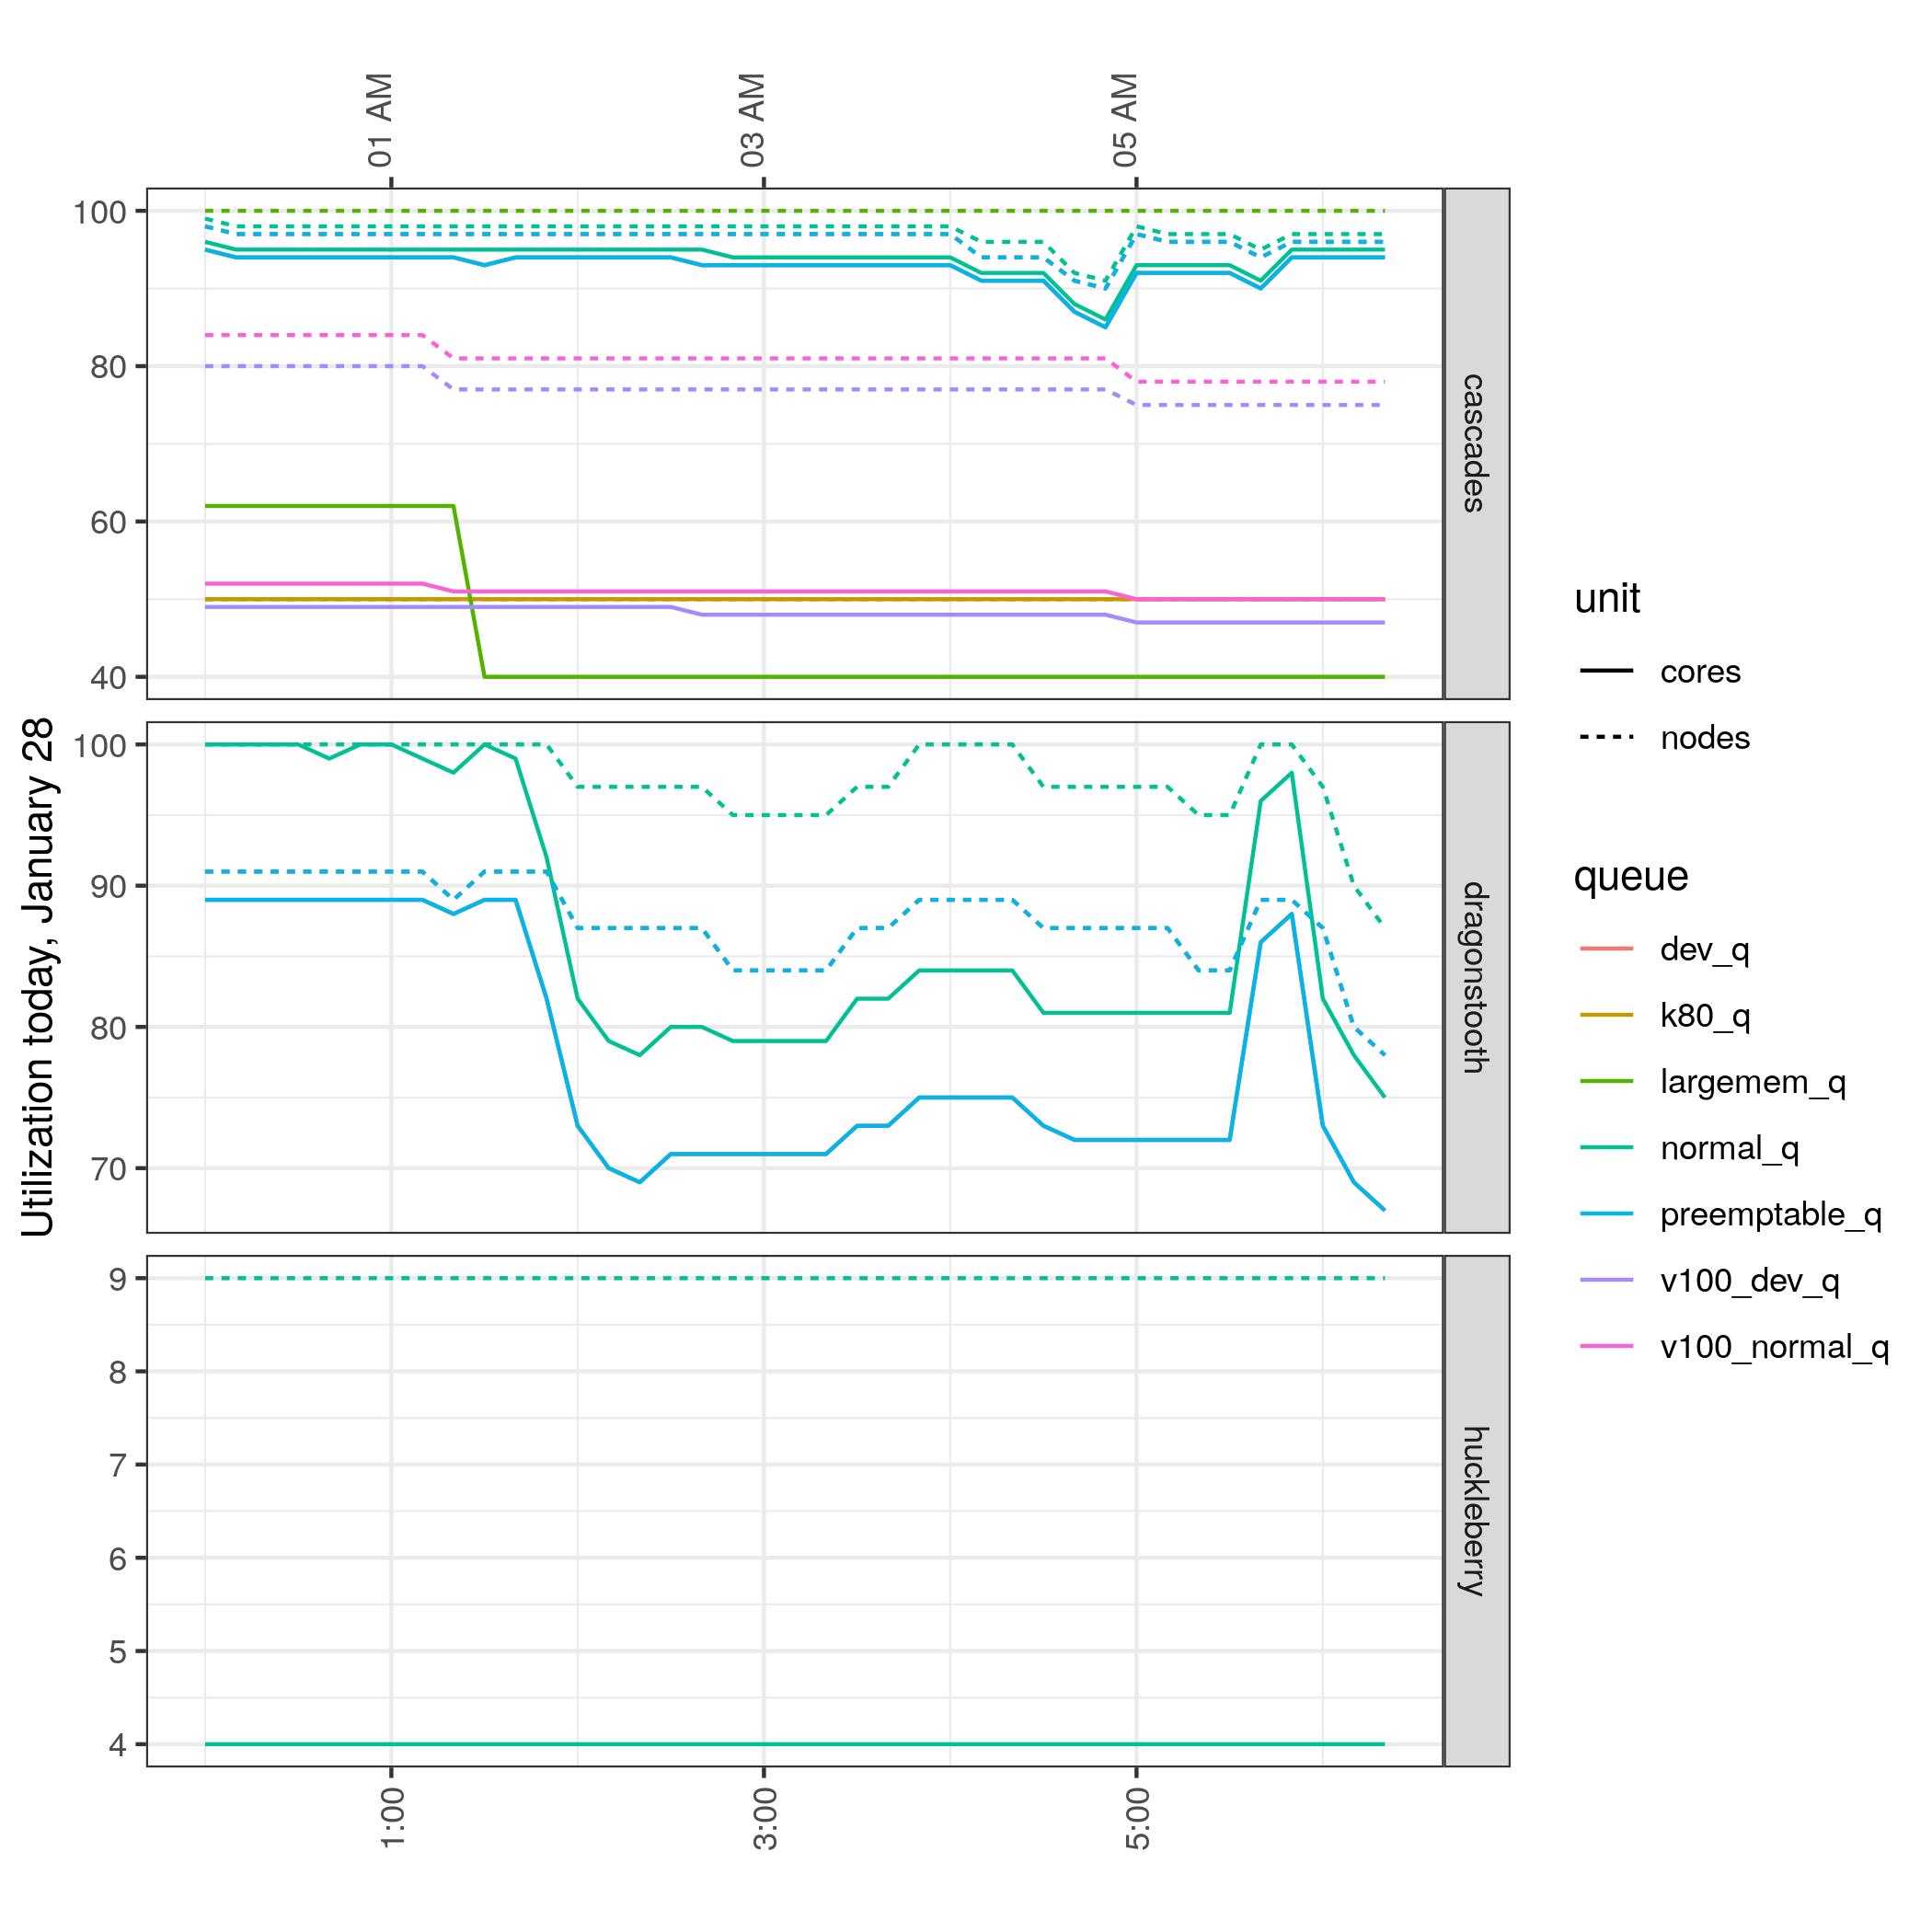 01 AM
03 AM
05 AM
100
80
60
40
cascades
Utilization today, January 28
100
90
80
70
dragonstooth
9
8
7
6
5
4
huckleberry
1:00
3:00
5:00
unit
cores
nodes
queue
dev_q
k80_q
largemem_q
normal_q
preemptable_q
v100_dev_q
v100_normal_q